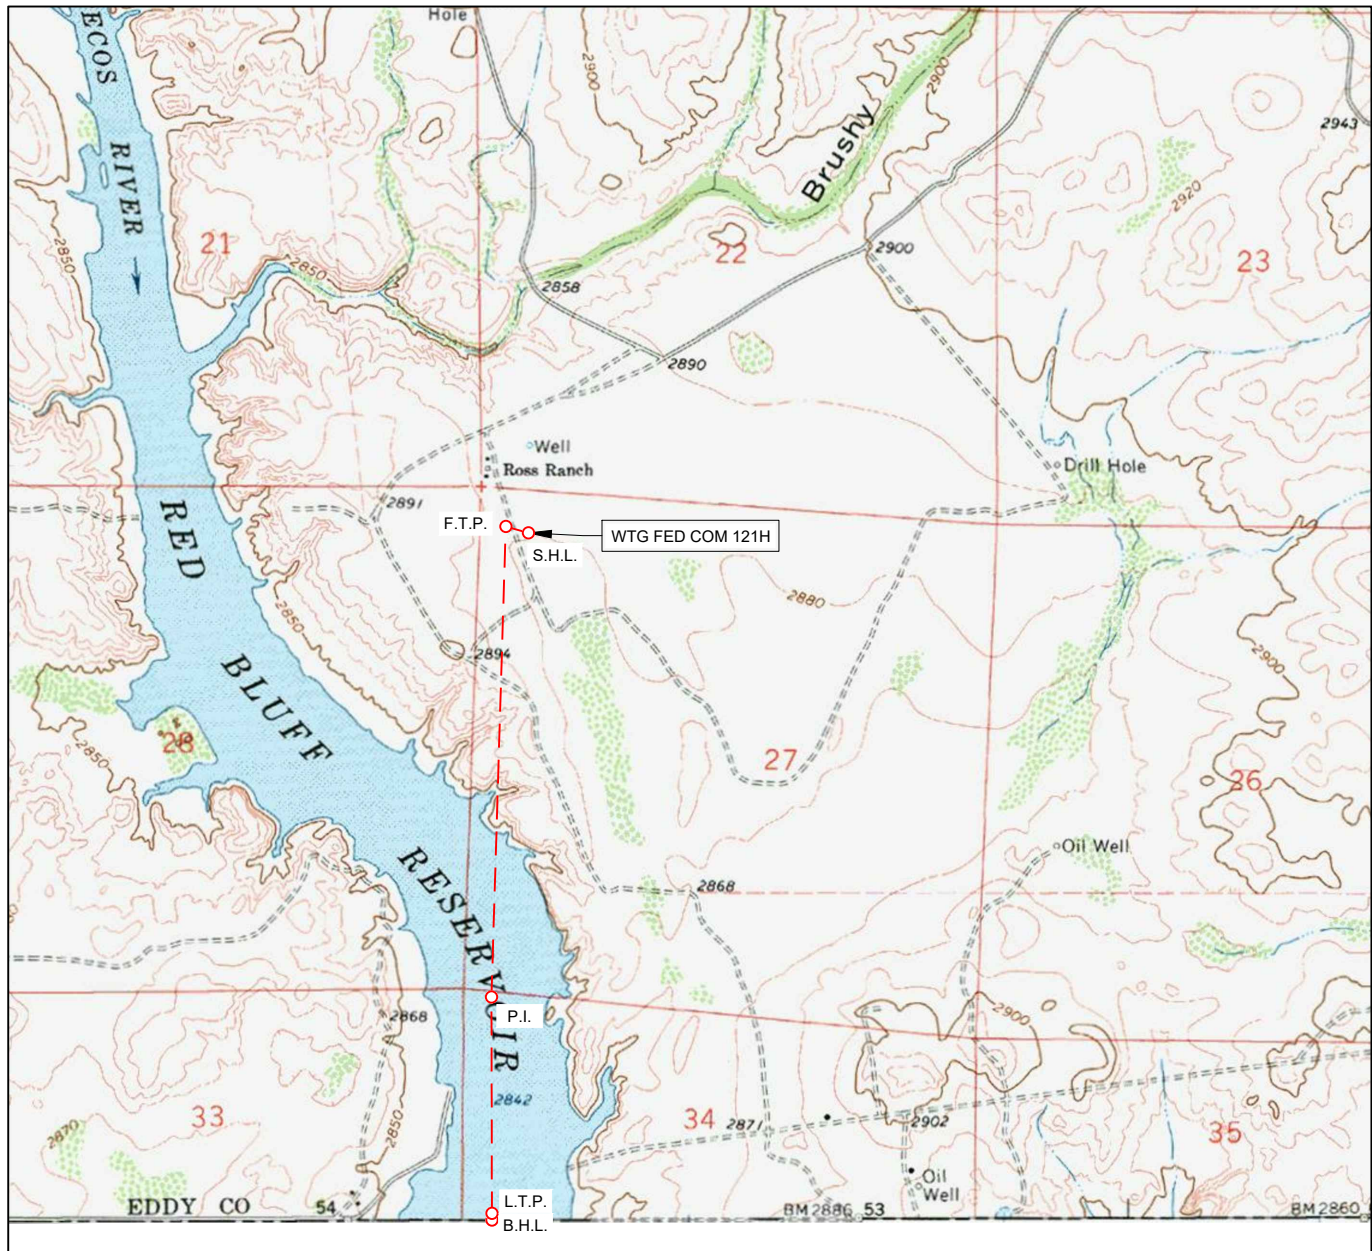 Hole
ECOS
RIVER
2900
2900
Brushy
2943
2920
21
22
23
2850
2850
2858
2900
2890
Well
Ross Ranch
Drill Hole
2891
RED
F.T.P.
S.H.L.
WTG FED COM 121H
2850
2880
2894
2900
BLUFF
28
2850
27
26
RESERVOIR
Oil Well
2868
P.I.
2868
2900
2842
33
34
2871
2902
35
2870
2850
Oil
Well
EDDY CO
54
L.T.P.
B.H.L.
BM 2886
53
BM 2860